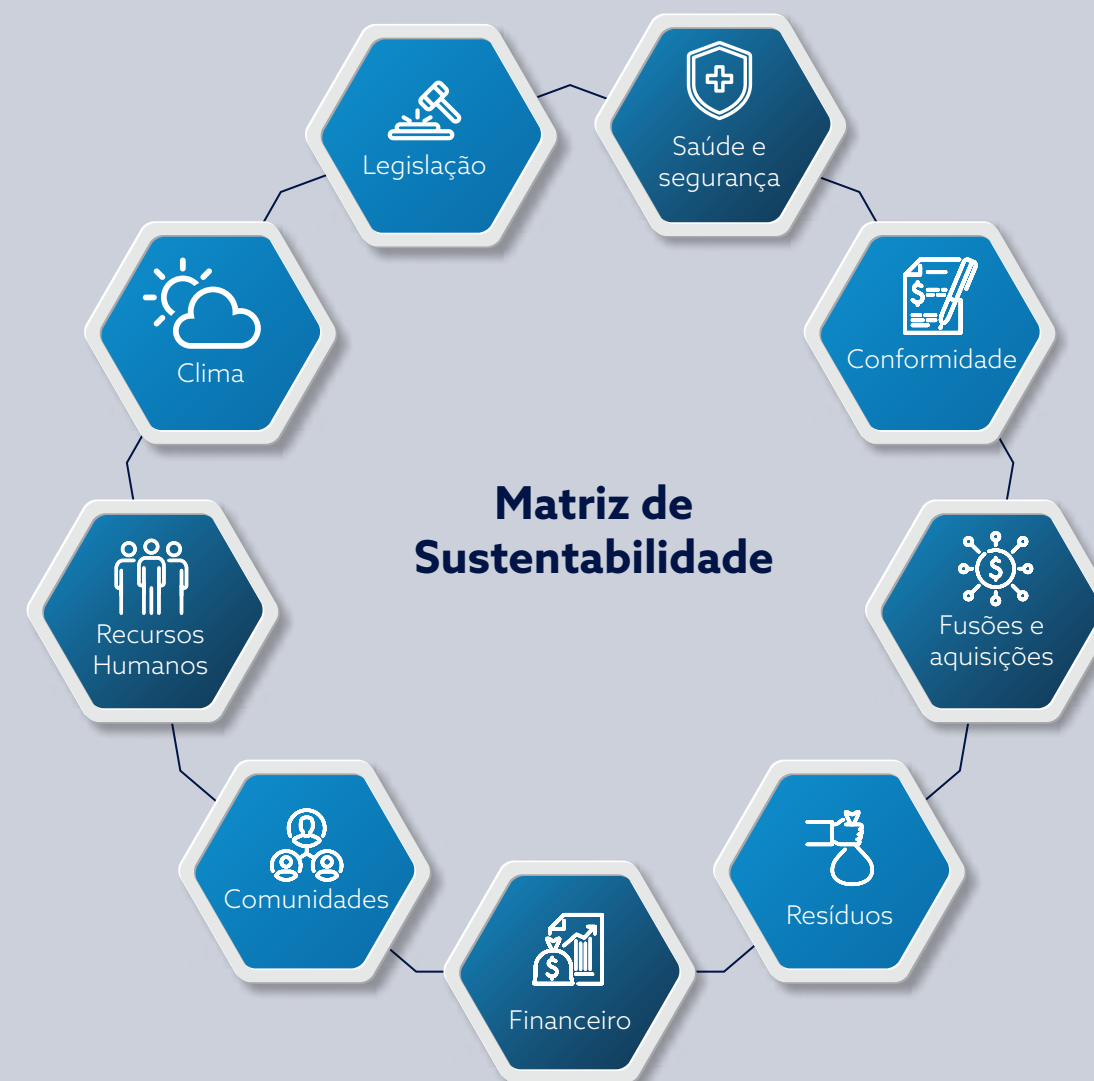 Legislação
Saúde e
segurança
Clima
Conformidade
Matriz de
Sustentabilidade
Recursos
Humanos
Fusões e
aquisições
Comunidades
Resíduos
Financeiro